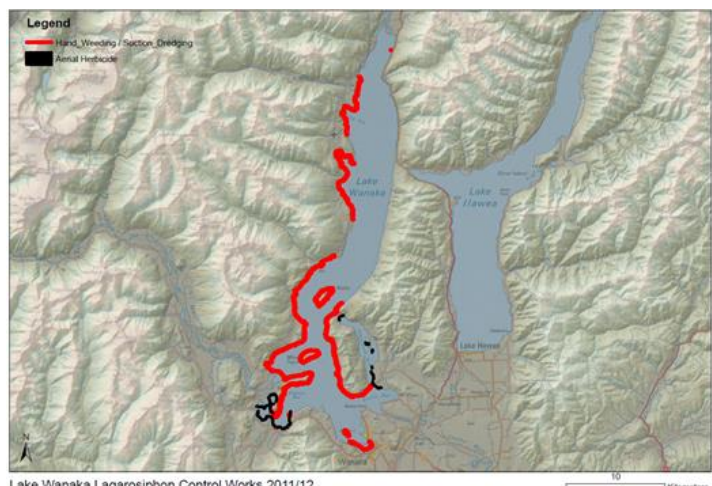 Legend
Hand_Weeding / Suction_Dredging
Aerial Herbicide
Lake
Wanaka
Lake
Hawea
Lake Hawea
Wanaka
N
Lake Wanaka Lagarosiphon Control Works 2011/12
10
Kilometers